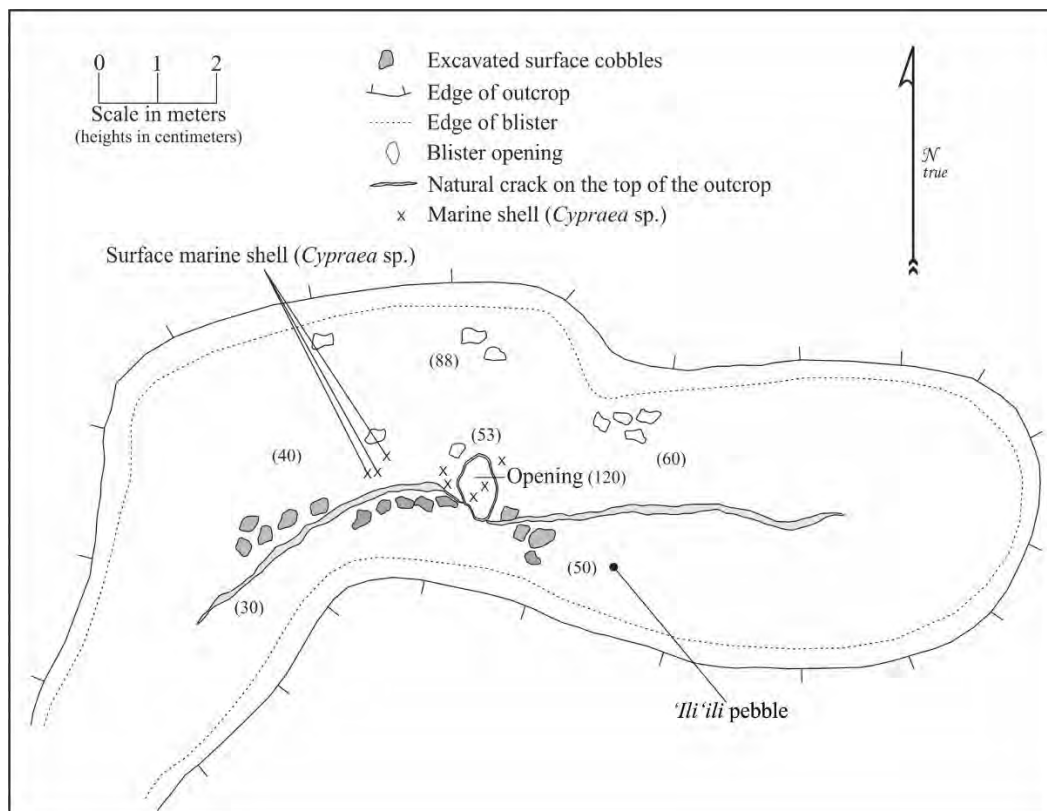 0 1 2
Scale in meters
(heights in centimeters)
Excavated surface cobbles
Edge of outcrop
Edge of blister
Blister opening
Natural crack on the top of the outcrop
x Marine shell (Cypraea sp.)
N
true
Surface marine shell (Cypraea sp.)
(88)
(53)
(40)
x
x
x x
x
x
Opening (120)
x
x
(60)
(50)
(30)
ʻIliʻili pebble